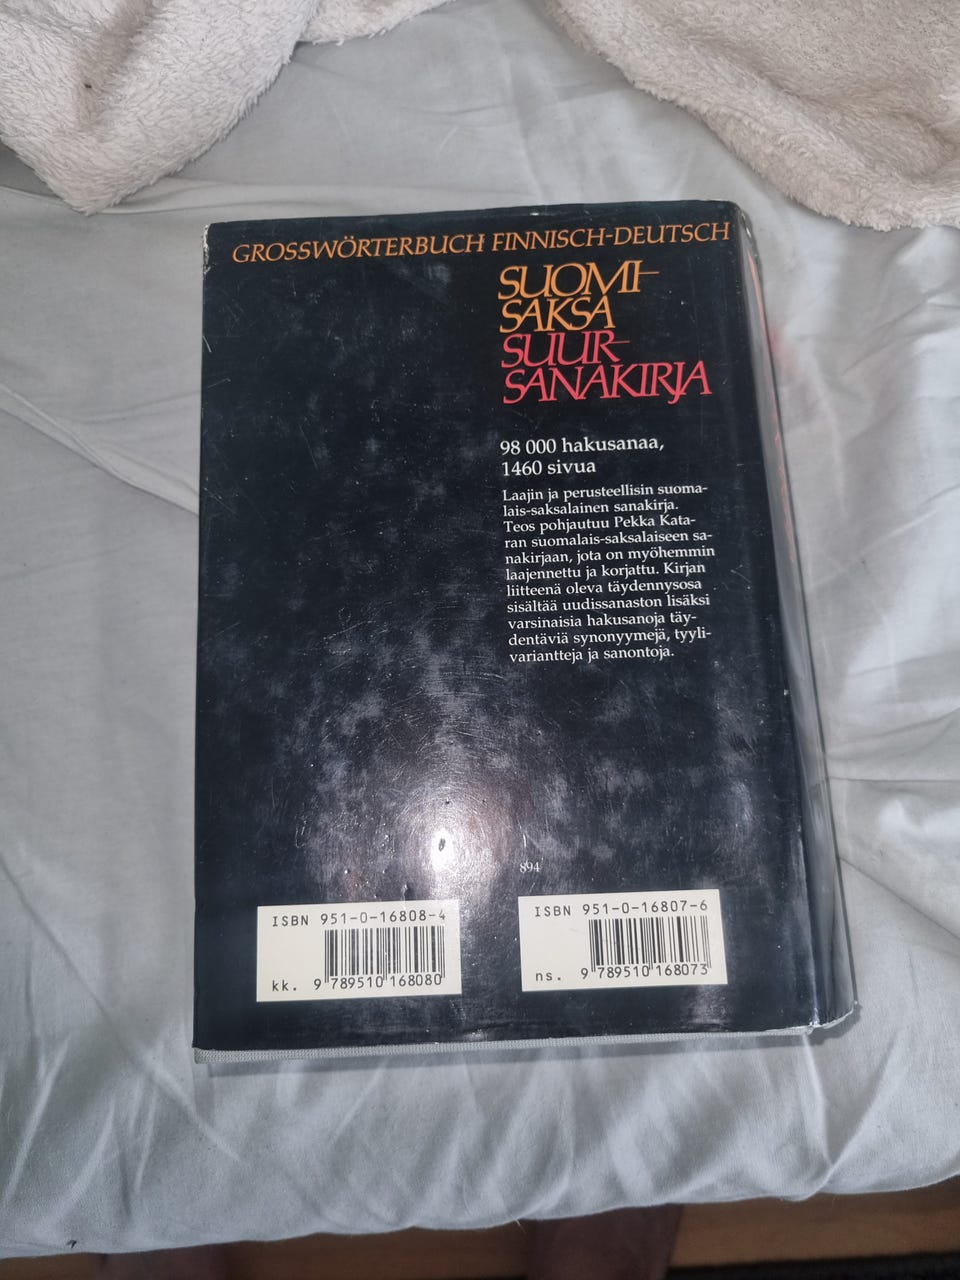 GROSSWÖRTERBUCH FINNISCH-DEUTSCH
SUOMI-
SAKSA
SUUR-
SANAKIRJA
98 000 hakusanaa,
1460 sivua
Laajin ja perusteellisin suoma-
lais-saksalainen sanakirja.
Teos pohjautuu Pekka Kata-
ran suomalais-saksalaiseen sa-
nakirjaan, jota on myöhemmin
laajennettu ja korjattu. Kirjan
liitteenä oleva täydennysosa
sisältää uudissanaston lisäksi
varsinaisia hakusanoja täy-
dentäviä synonyymejä, tyyli-
variantteja ja sanontoja.
894
ISBN 951-0-16808-4
kk. 9 789510 168080
ISBN 951-0-16807-6
ns. 9 789510 168073